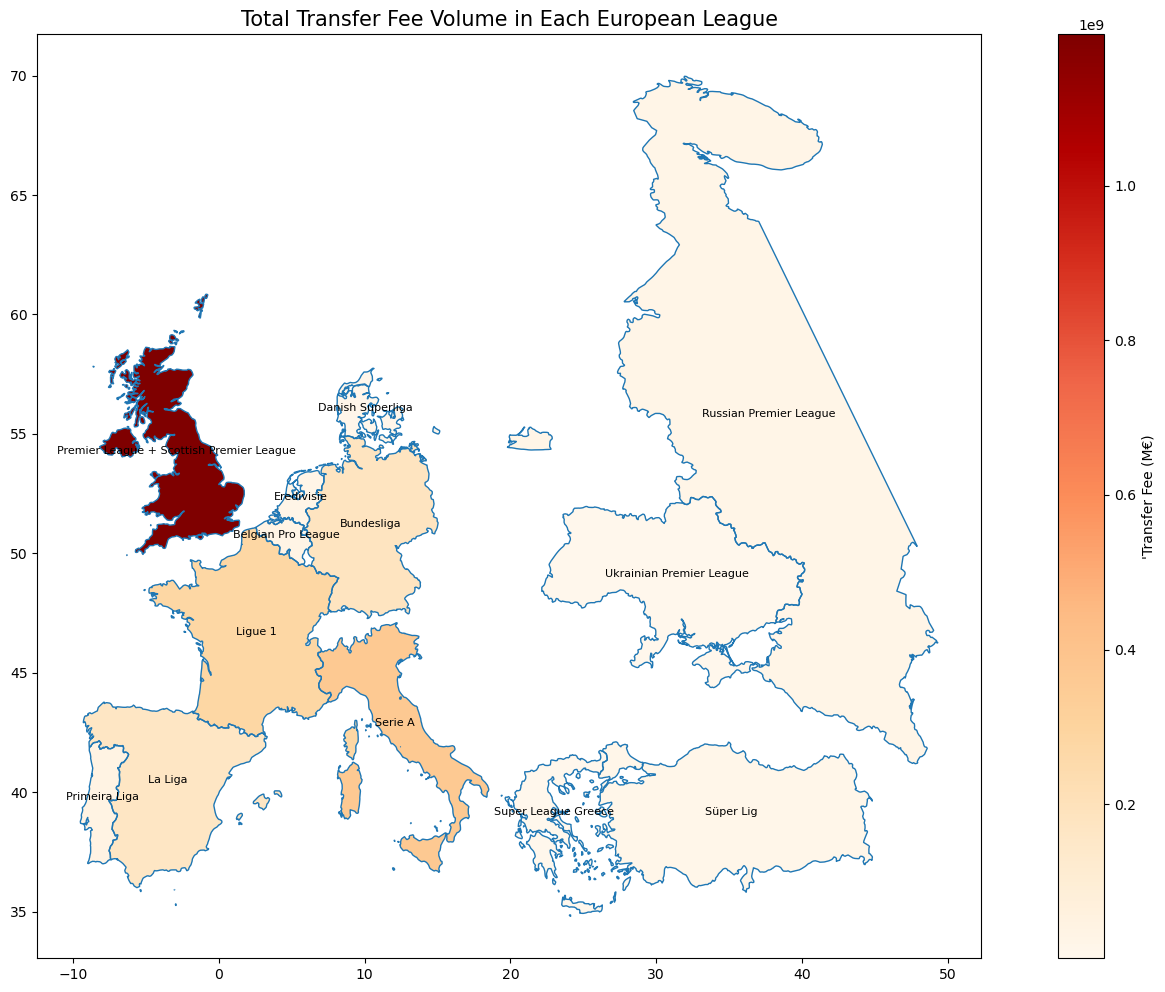 Total Transfer Fee Volume in Each European League
1e9
70
65
60
55
50
45
40
35
−10
0
10
20
30
40
50
Danish Superliga
Russian Premier League
Premier League + Scottish Premier League
Eredivisie
Bundesliga
Belgian Pro League
Ukrainian Premier League
Ligue 1
Serie A
La Liga
Primeira Liga
Super League Greece
Süper Lig
1.0
0.8
0.6
0.4
0.2
'Transfer Fee (M€)